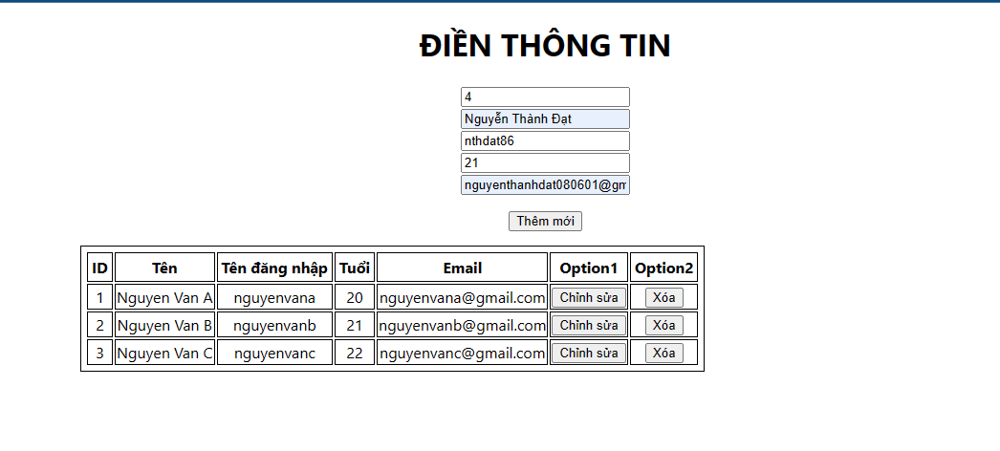 ĐIỀN THÔNG TIN
4
Nguyễn Thành Đạt
nthdat86
21
nguyenthanhdat080601@gm
Thêm mới
ID Tên Tên đăng nhập Tuổi Email Option1 Option2
1 Nguyen Van A nguyenvana 20 nguyenvana@gmail.com Chỉnh sửa Xóa
2 Nguyen Van B nguyenvanb 21 nguyenvanb@gmail.com Chỉnh sửa Xóa
3 Nguyen Van C nguyenvanc 22 nguyenvanc@gmail.com Chỉnh sửa Xóa